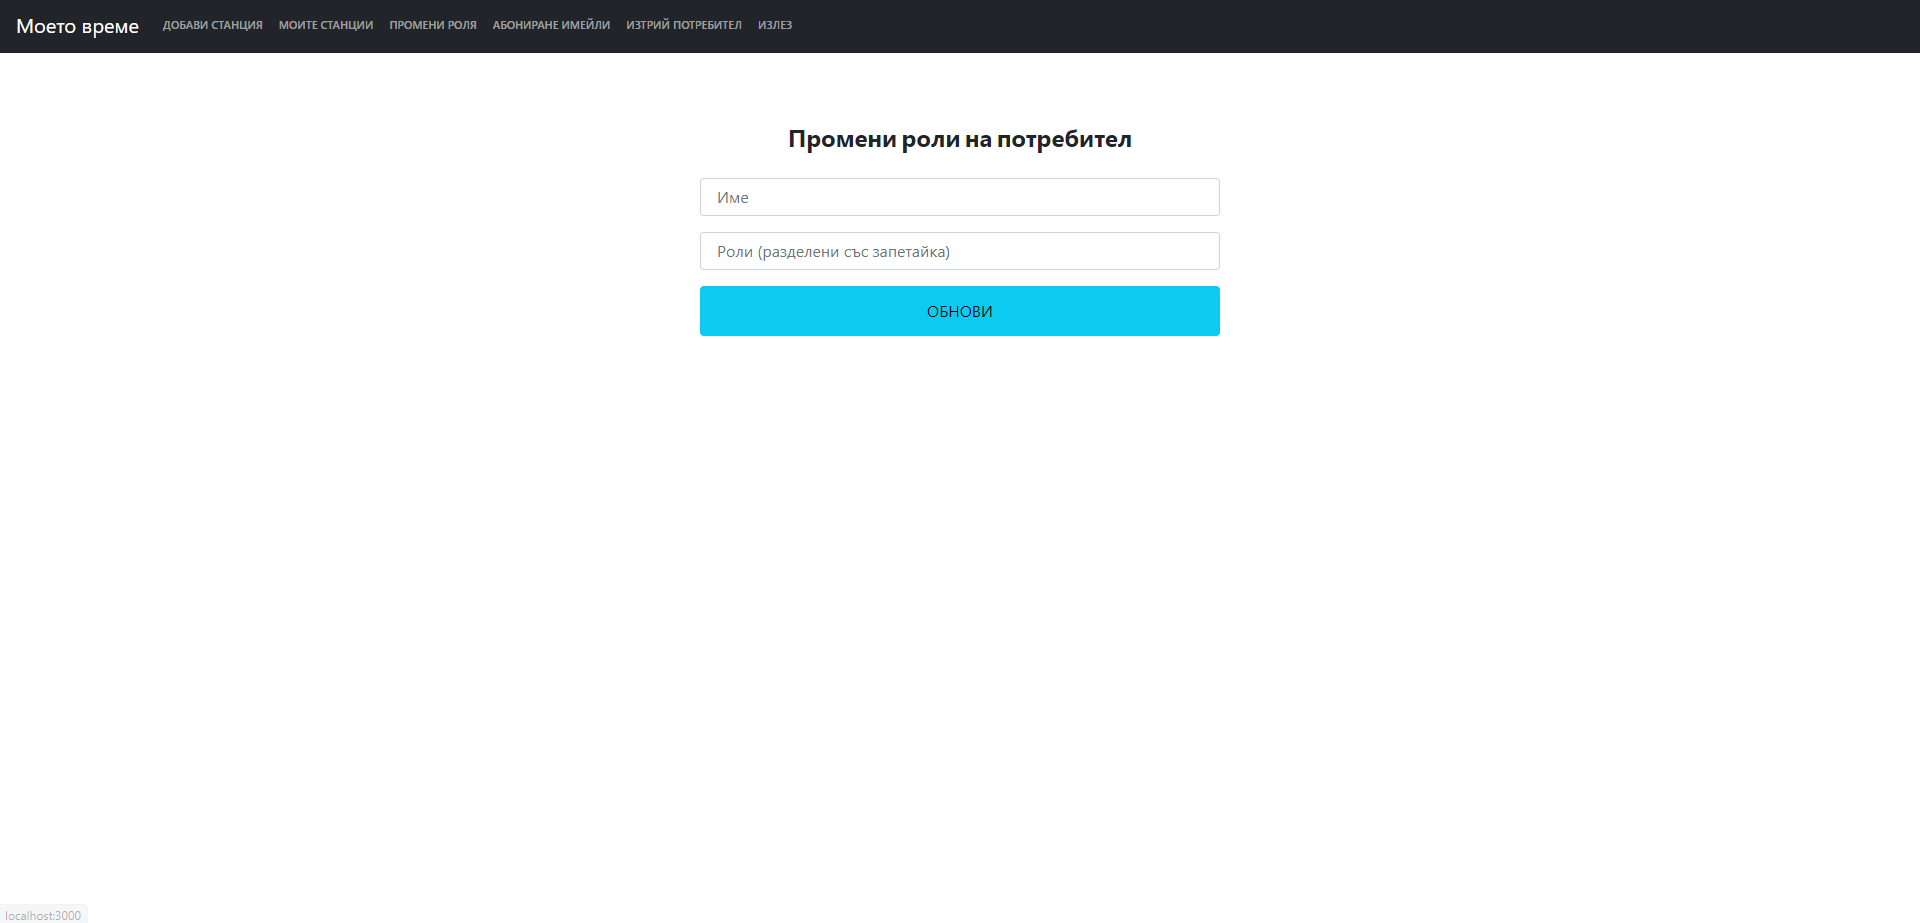 Моето време ДОБАВИ СТАНЦИЯ МОИТЕ СТАНЦИИ ПРОМЕНИ РОЛЯ АБОНИРАНЕ ИМЕЙЛИ ИЗТРИЙ ПОТРЕБИТЕЛ ИЗЛЕЗ
Промени роли на потребител
Име
Роли (разделени със запетайка)
ОБНОВИ
localhost:3000